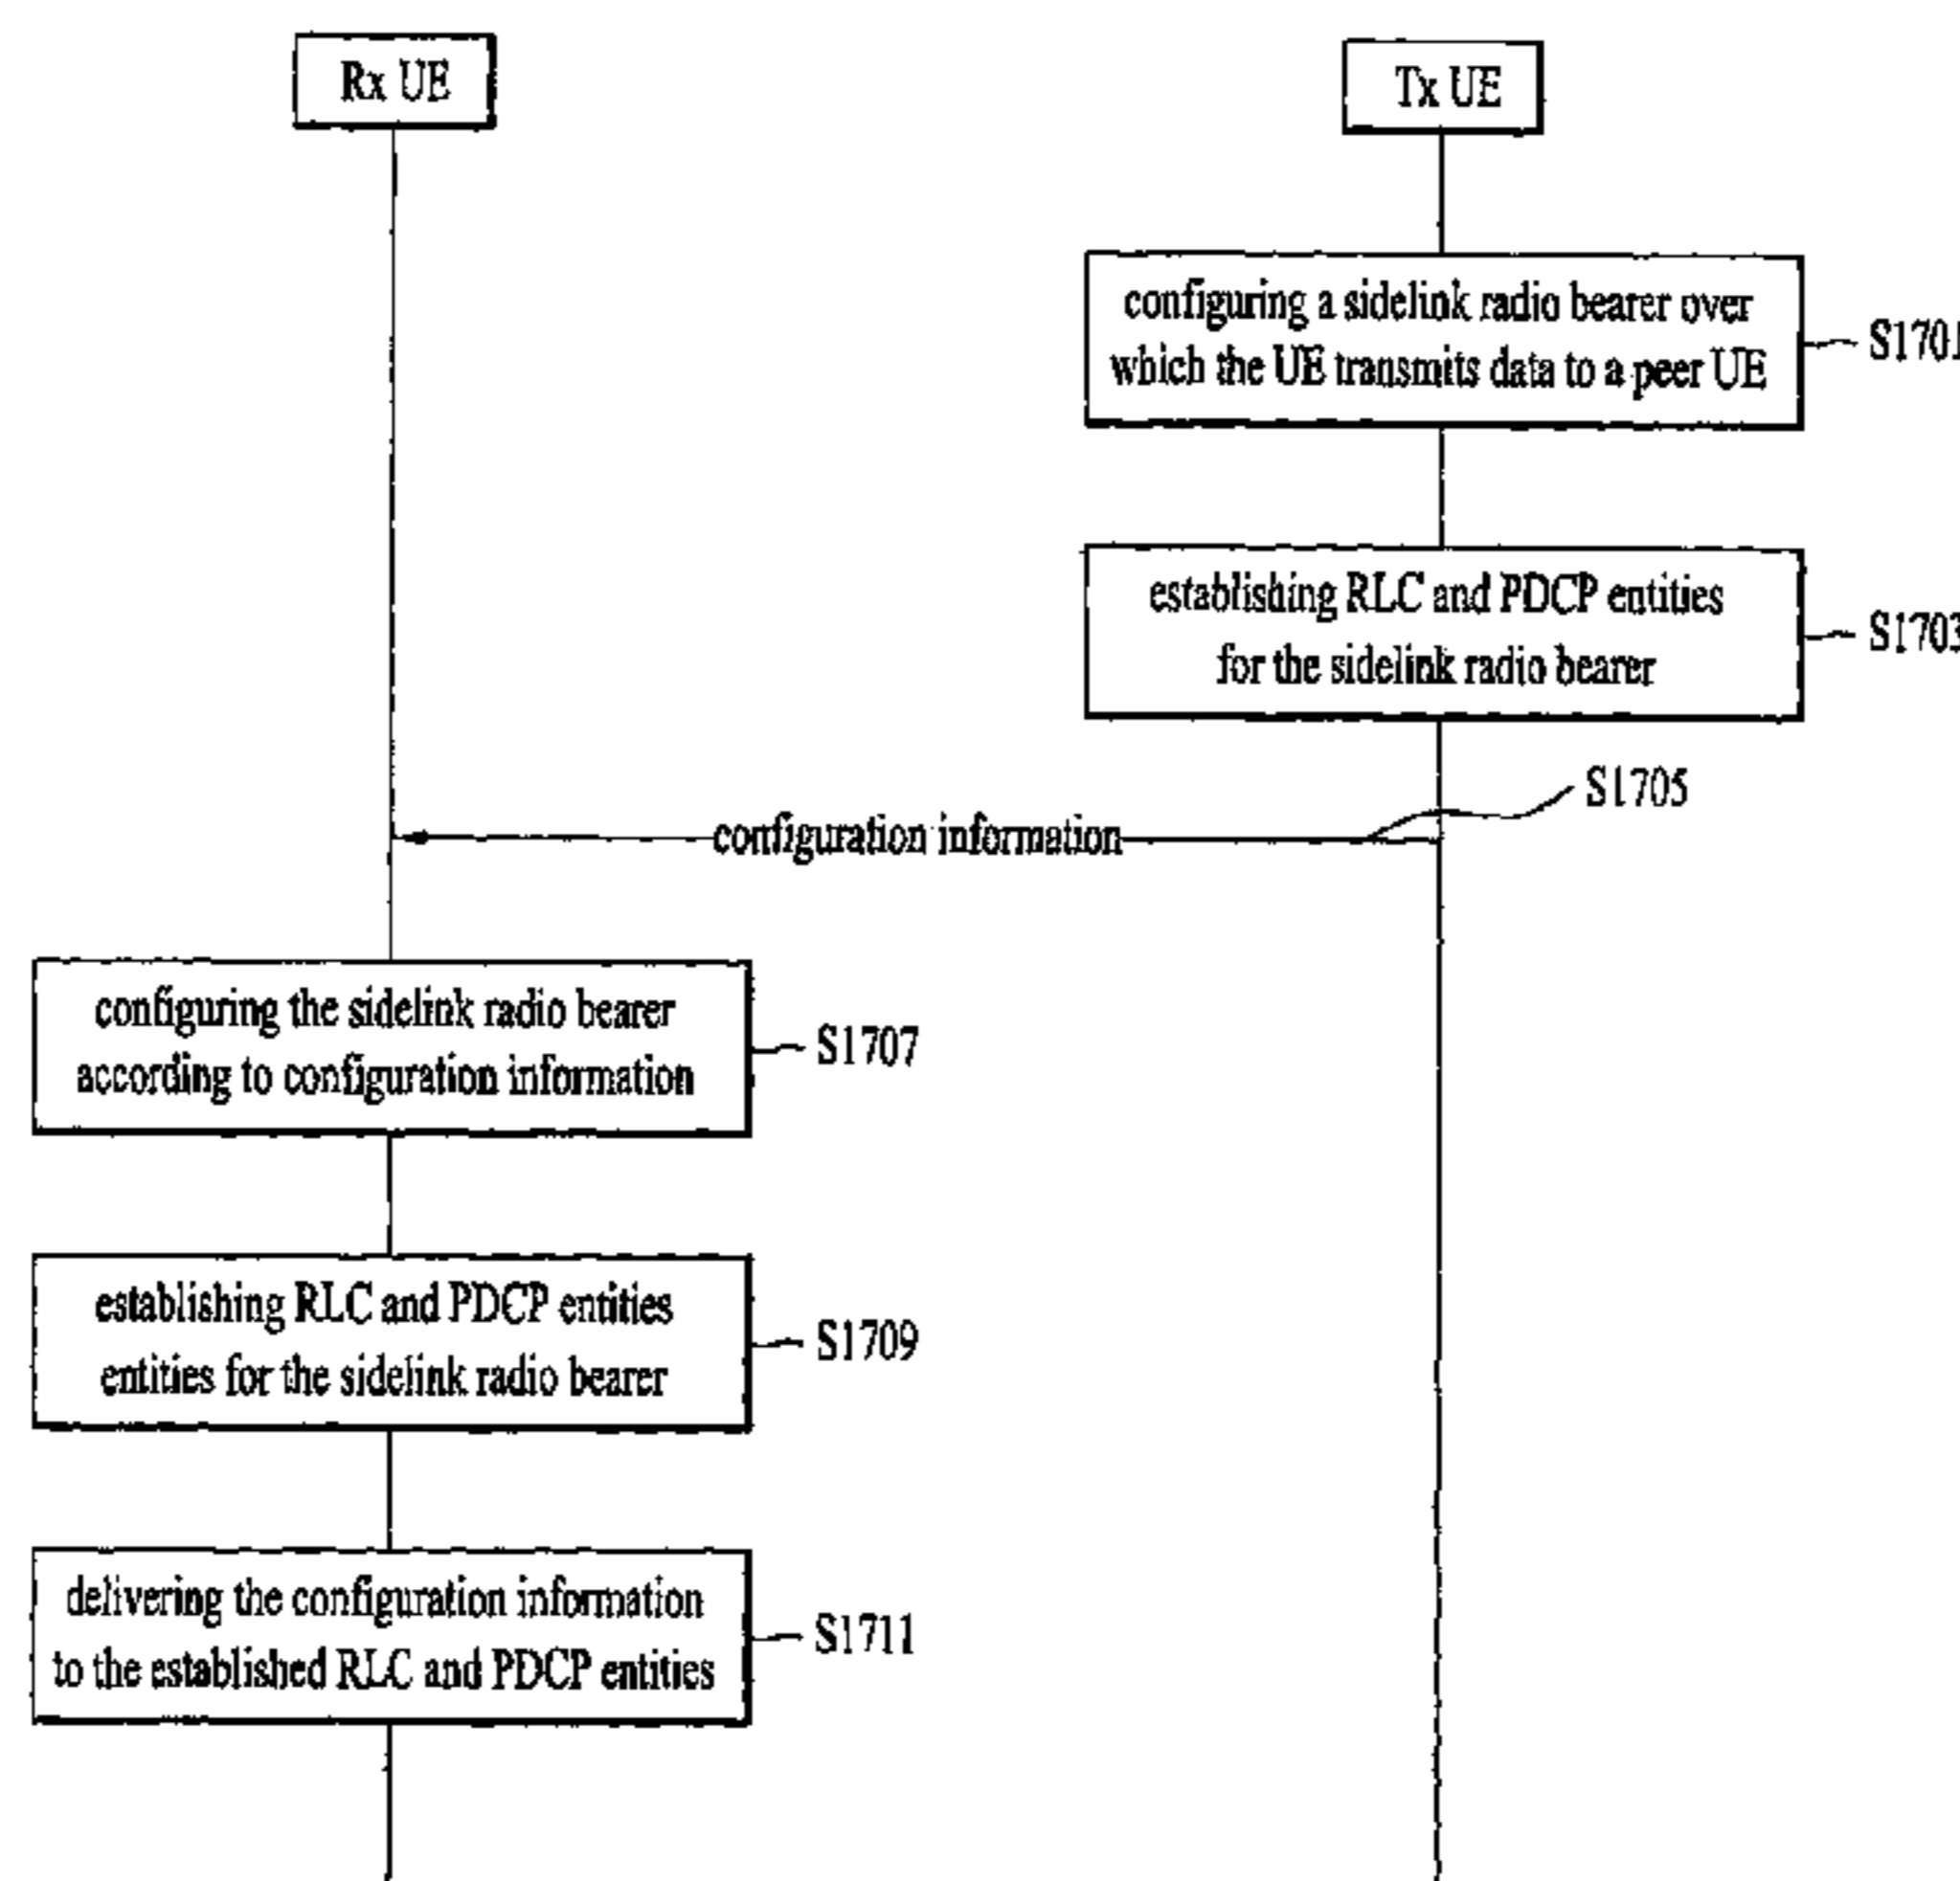 Rx UE
Tx UE
configuring a sidelink radio bearer over
which the UE transmits data to a peer UE
S1701
establishing RLC and PDCP entities
for the sidelink radio bearer
S1703
S1705
configuration information
configuring the sidelink radio bearer
according to configuration information
S1707
establishing RLC and PDCP entities
entities for the sidelink radio bearer
S1709
delivering the configuration information
to the established RLC and PDCP entities
S1711